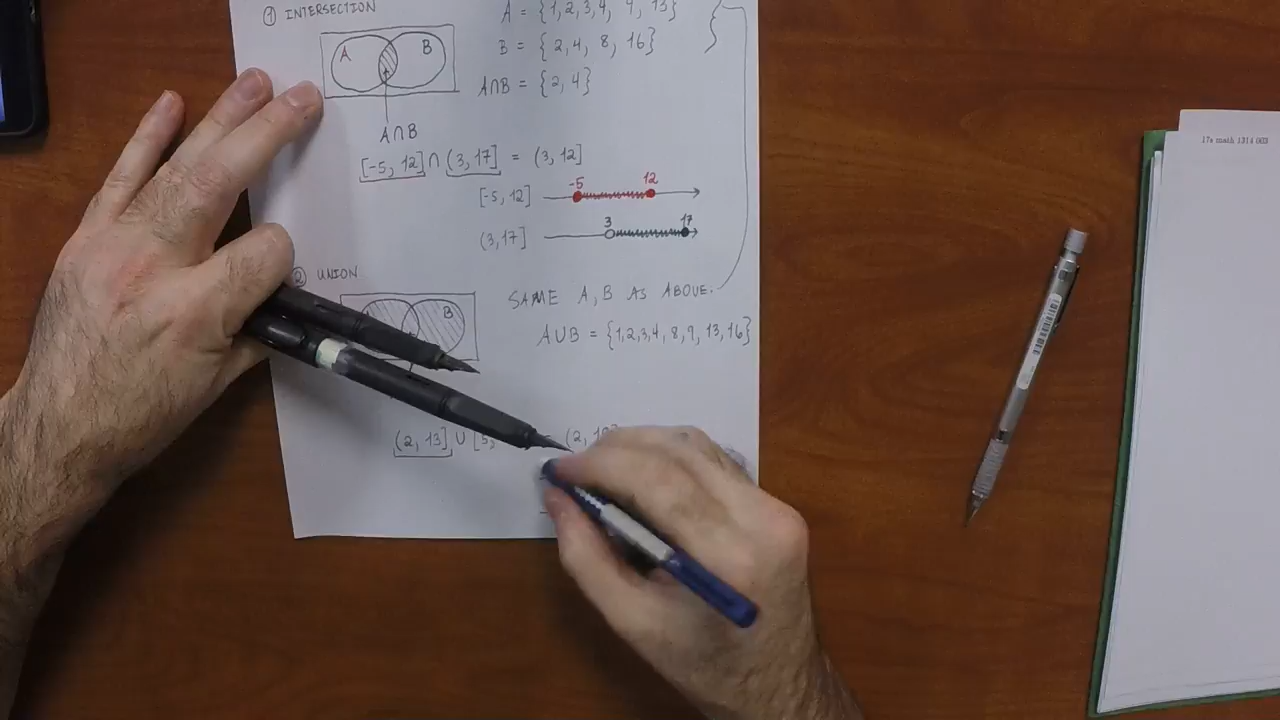 ① INTERSECTION
A = {1,2,3,4, 9, 13}
A B
B = {2,4, 8, 16}
A∩B = {2, 4}
A∩B
[-5, 12] ∩ (3, 17] = (3, 12]
-5 12
[-5, 12]
3 17
(3,17]
② UNION
B
SAME A, B AS ABOVE.
A∪B = {1,2,3,4, 8,9, 13, 16}
(2, 13] ∪ [5, (2,
17s math 1314